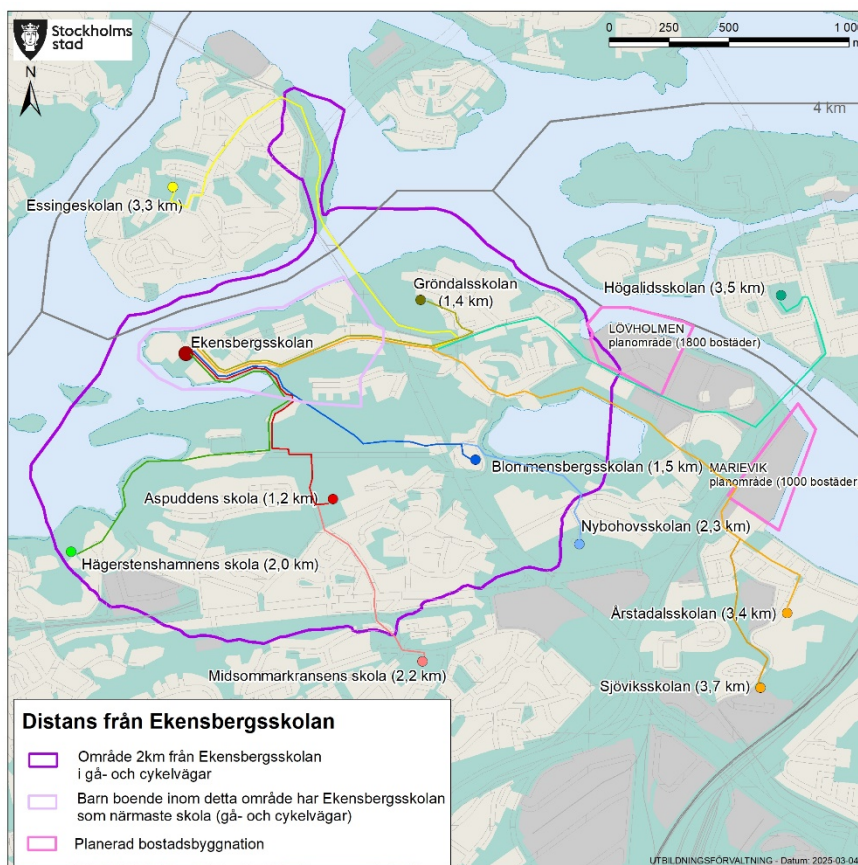 Stockholms
stad
N
0 250 500 1 000
m
4 km
Essingeskolan (3,3 km)
Gröndalsskolan
(1,4 km)
Högalidsskolan (3,5 km)
LÖVHOLMEN
planområde (1800 bostäder)
Ekensbergsskolan
Blommensbergsskolan (1,5 km)
MARIEVIK
planområde (1000 bostäder
Aspuddens skola (1,2 km)
Nybohovsskolan (2,3 km)
Hägerstenshamnens skola (2,0 km)
Årstadalsskolan (3,4 km)
Midsommarkransens skola (2,2 km)
Sjöviksskolan (3,7 km)
Distans från Ekensbergsskolan
Område 2km från Ekensbergsskolan
i gå- och cykelvägar
Barn boende inom detta område har Ekensbergsskolan
som närmaste skola (gå- och cykelvägar)
Planerad bostadsbyggnation
UTBILDNINGSFÖRVALTNING - Datum: 2025-03-04